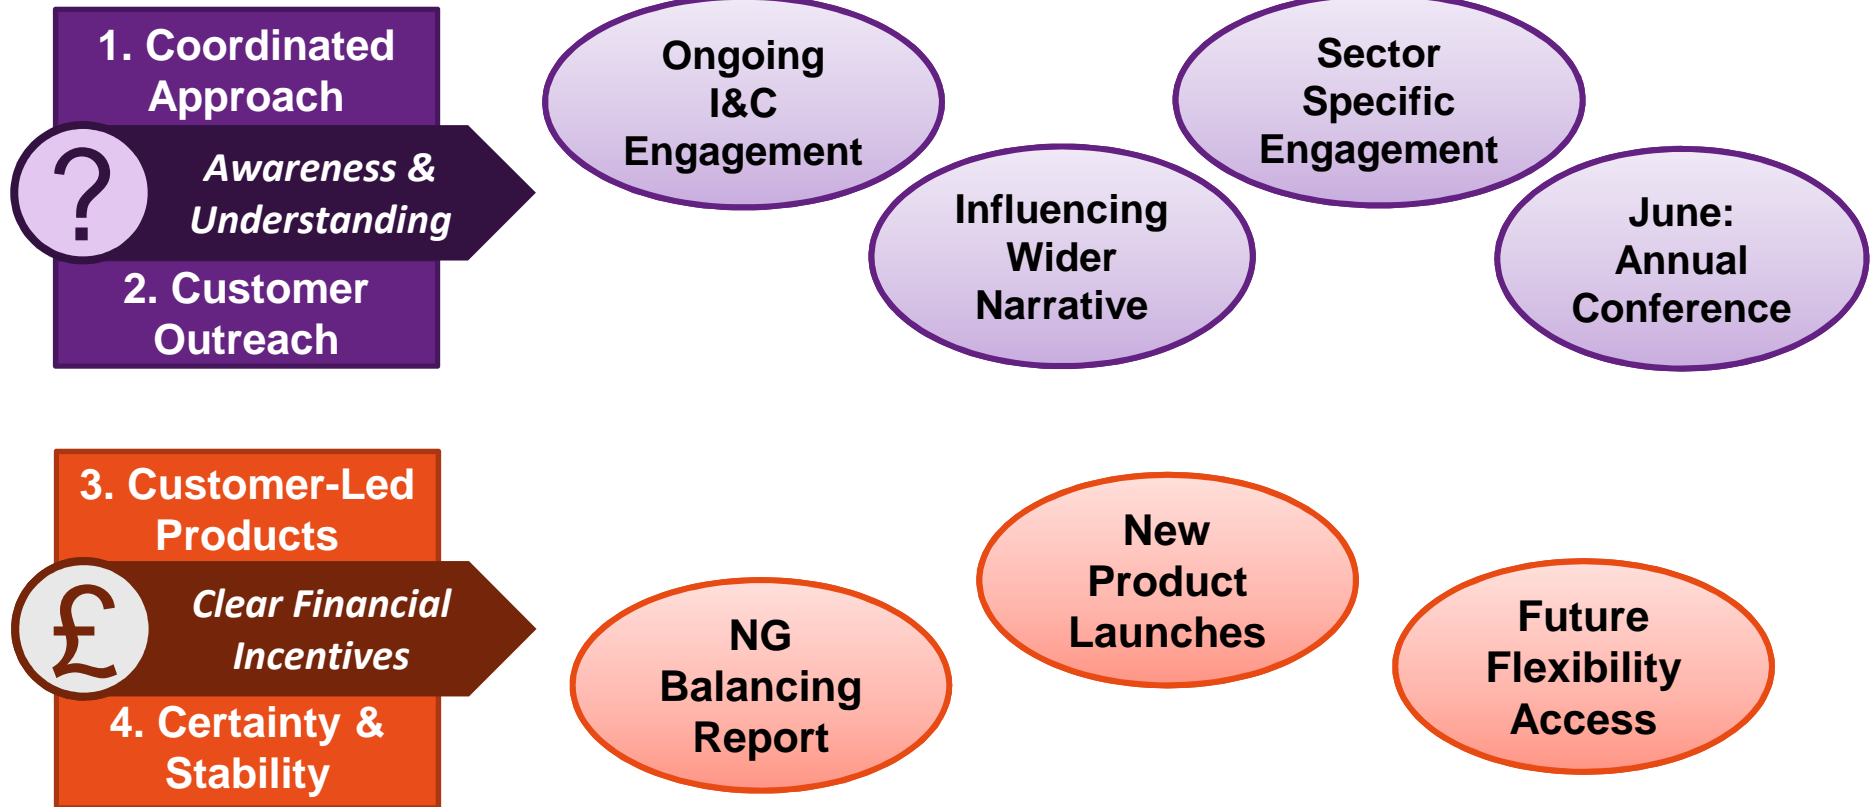 1. Coordinated
Approach
?
Awareness &
Understanding
2. Customer
Outreach
Ongoing
I&C
Engagement
Influencing
Wider
Narrative
Sector
Specific
Engagement
June:
Annual
Conference
3. Customer-Led
Products
£
Clear Financial
Incentives
4. Certainty &
Stability
NG
Balancing
Report
New
Product
Launches
Future
Flexibility
Access